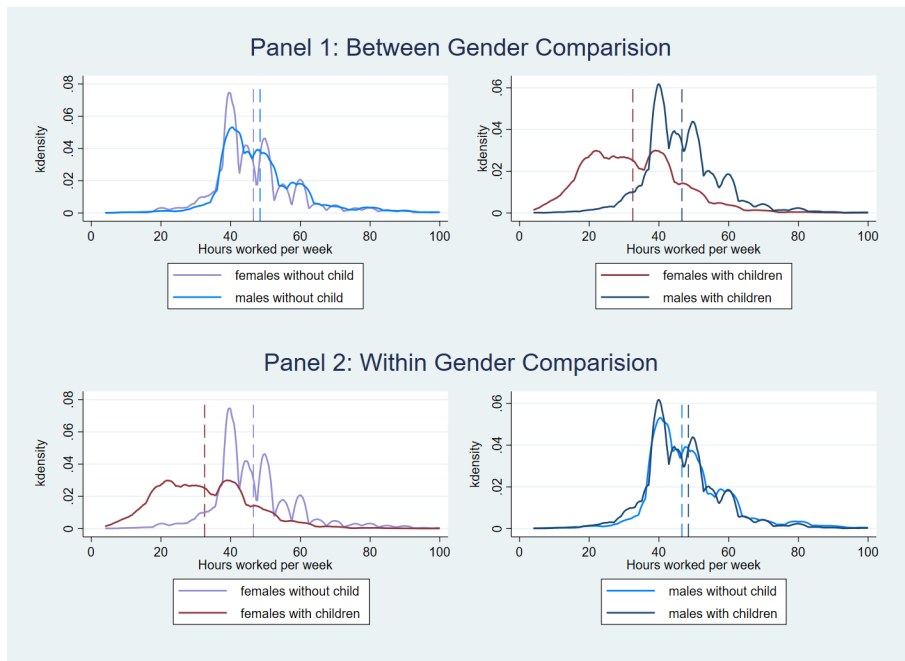 Panel 1: Between Gender Comparision
kdensity
0 .02 .04 .06 .08
0 20 40 60 80 100
Hours worked per week
females without child
males without child
kdensity
0 .02 .04 .06
0 20 40 60 80 100
Hours worked per week
females with children
males with children
Panel 2: Within Gender Comparision
kdensity
0 .02 .04 .06 .08
0 20 40 60 80 100
Hours worked per week
females without child
females with children
kdensity
0 .02 .04 .06
0 20 40 60 80 100
Hours worked per week
males without child
males with children